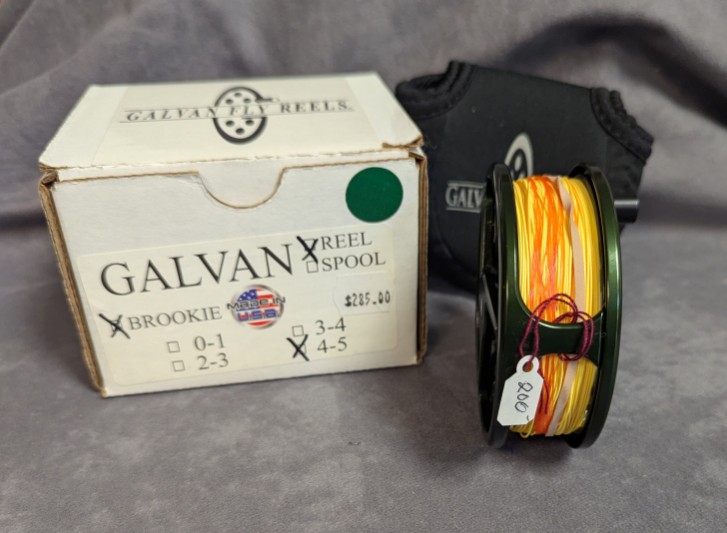 GALVAN FLY REELS
GALVAN
X REEL
□ SPOOL
X BROOKIE
MADE IN
U.S.A.
$285.00
□ 0-1
□ 2-3
□ 3-4
X 4-5
GALV
200